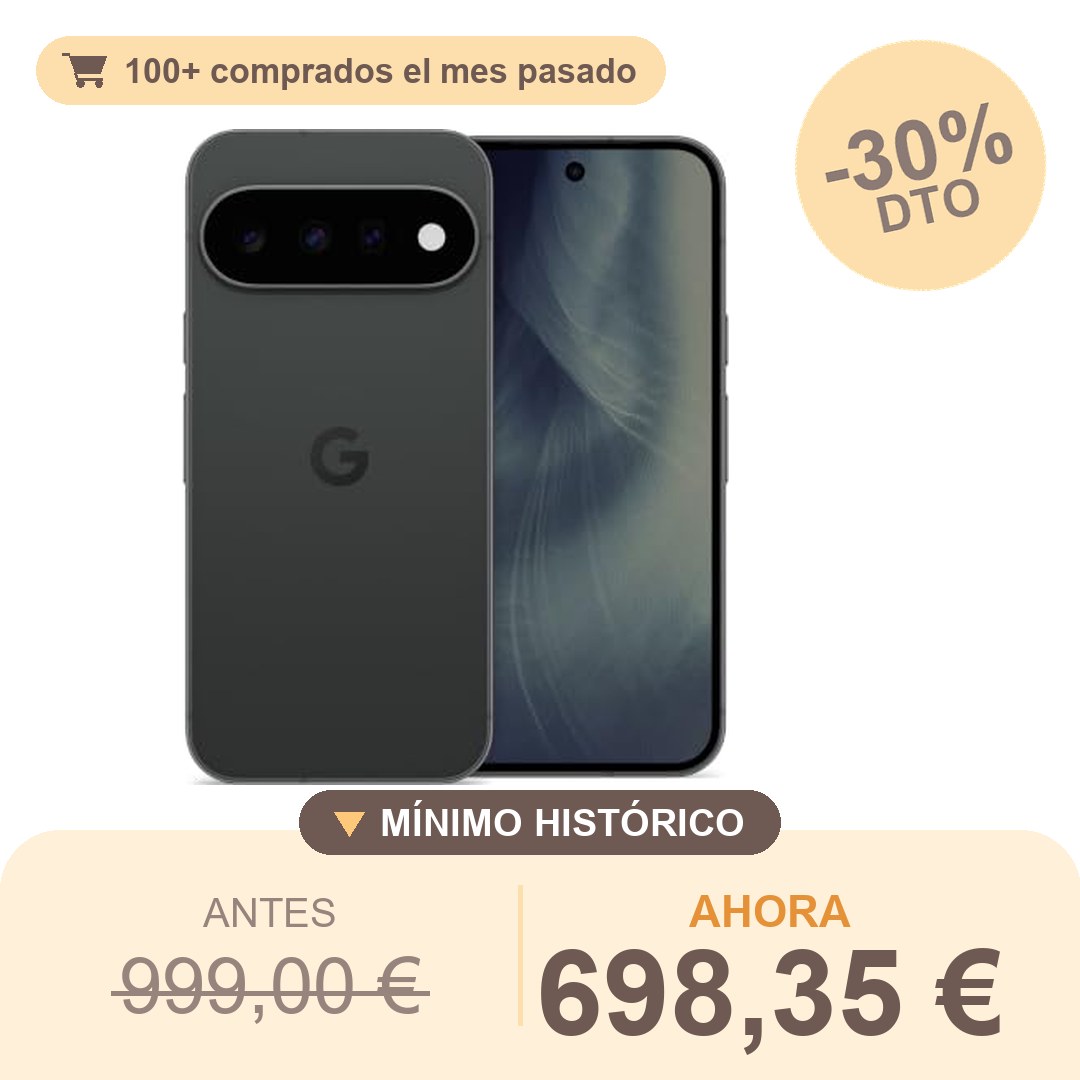 100+ comprados el mes pasado
-30%
DTO
G
MÍNIMO HISTÓRICO
ANTES
999,00 €
AHORA
698,35 €